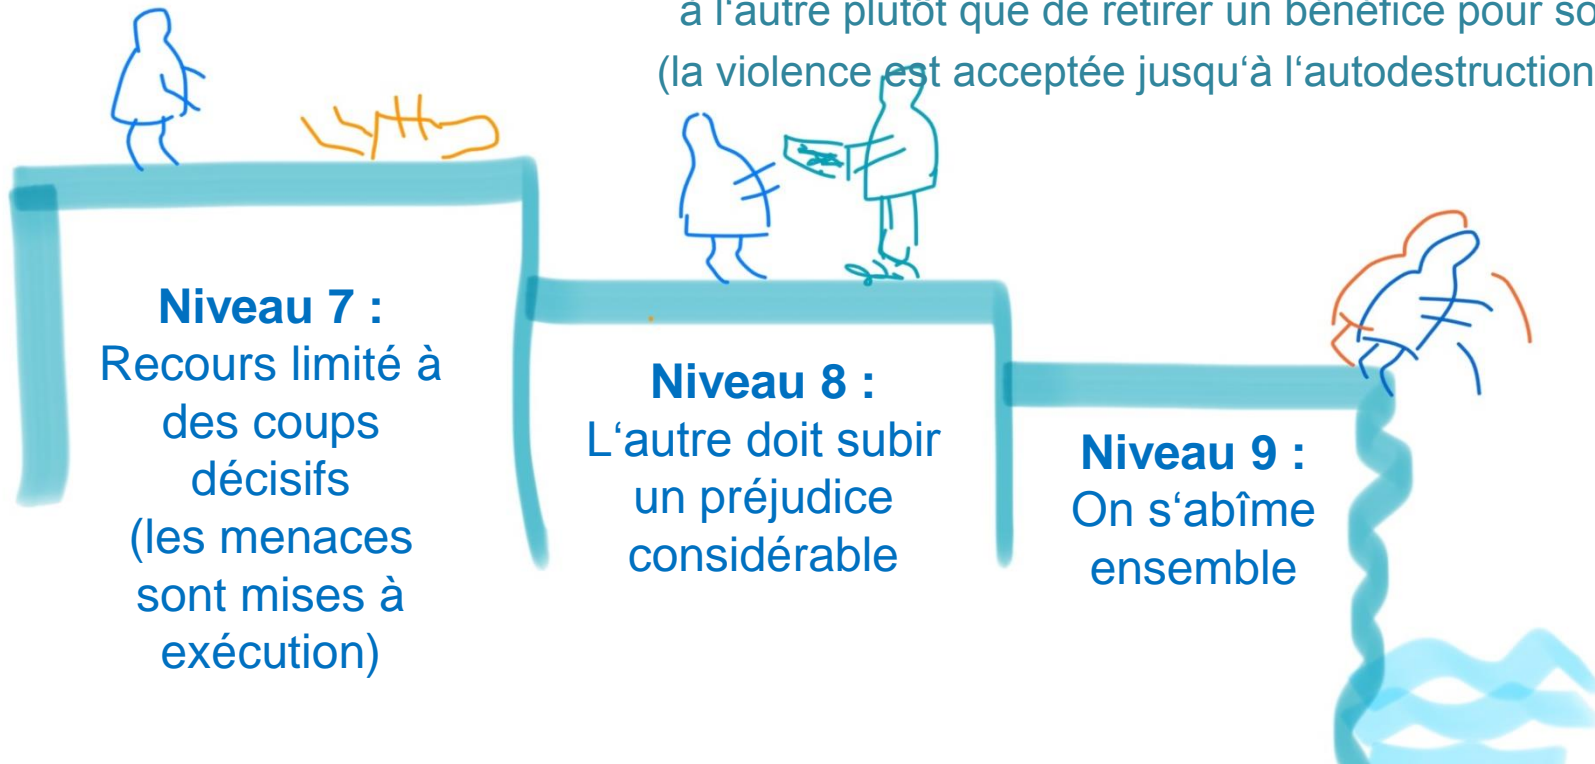 à l'autre plutôt que de retirer un bénéfice pour so
(la violence est acceptée jusqu‘à l‘autodestruction
Niveau 7 :
Recours limité à
des coups
décisifs
(les menaces
sont mises à
exécution)
Niveau 8 :
L‘autre doit subir
un préjudice
considérable
Niveau 9 :
On s‘abîme
ensemble